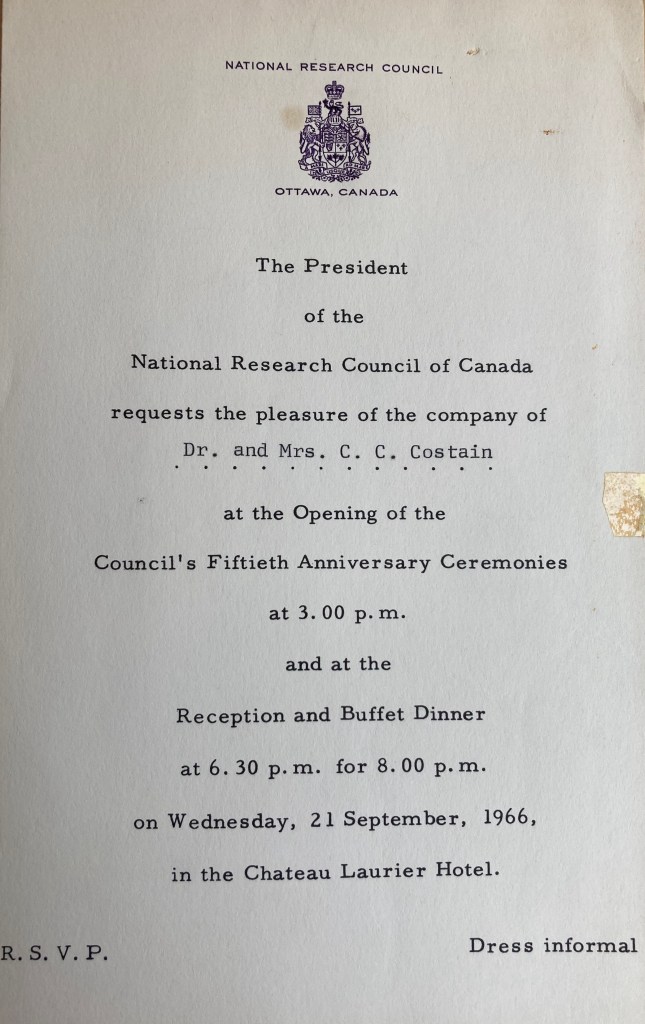 NATIONAL RESEARCH COUNCIL
OTTAWA, CANADA
The President
of the
National Research Council of Canada
requests the pleasure of the company of
Dr. and Mrs. C. C. Costain
at the Opening of the
Council's Fiftieth Anniversary Ceremonies
at 3.00 p.m.
and at the
Reception and Buffet Dinner
at 6.30 p.m. for 8.00 p.m.
on Wednesday, 21 September, 1966,
in the Chateau Laurier Hotel.
R. S. V. P.
Dress informal